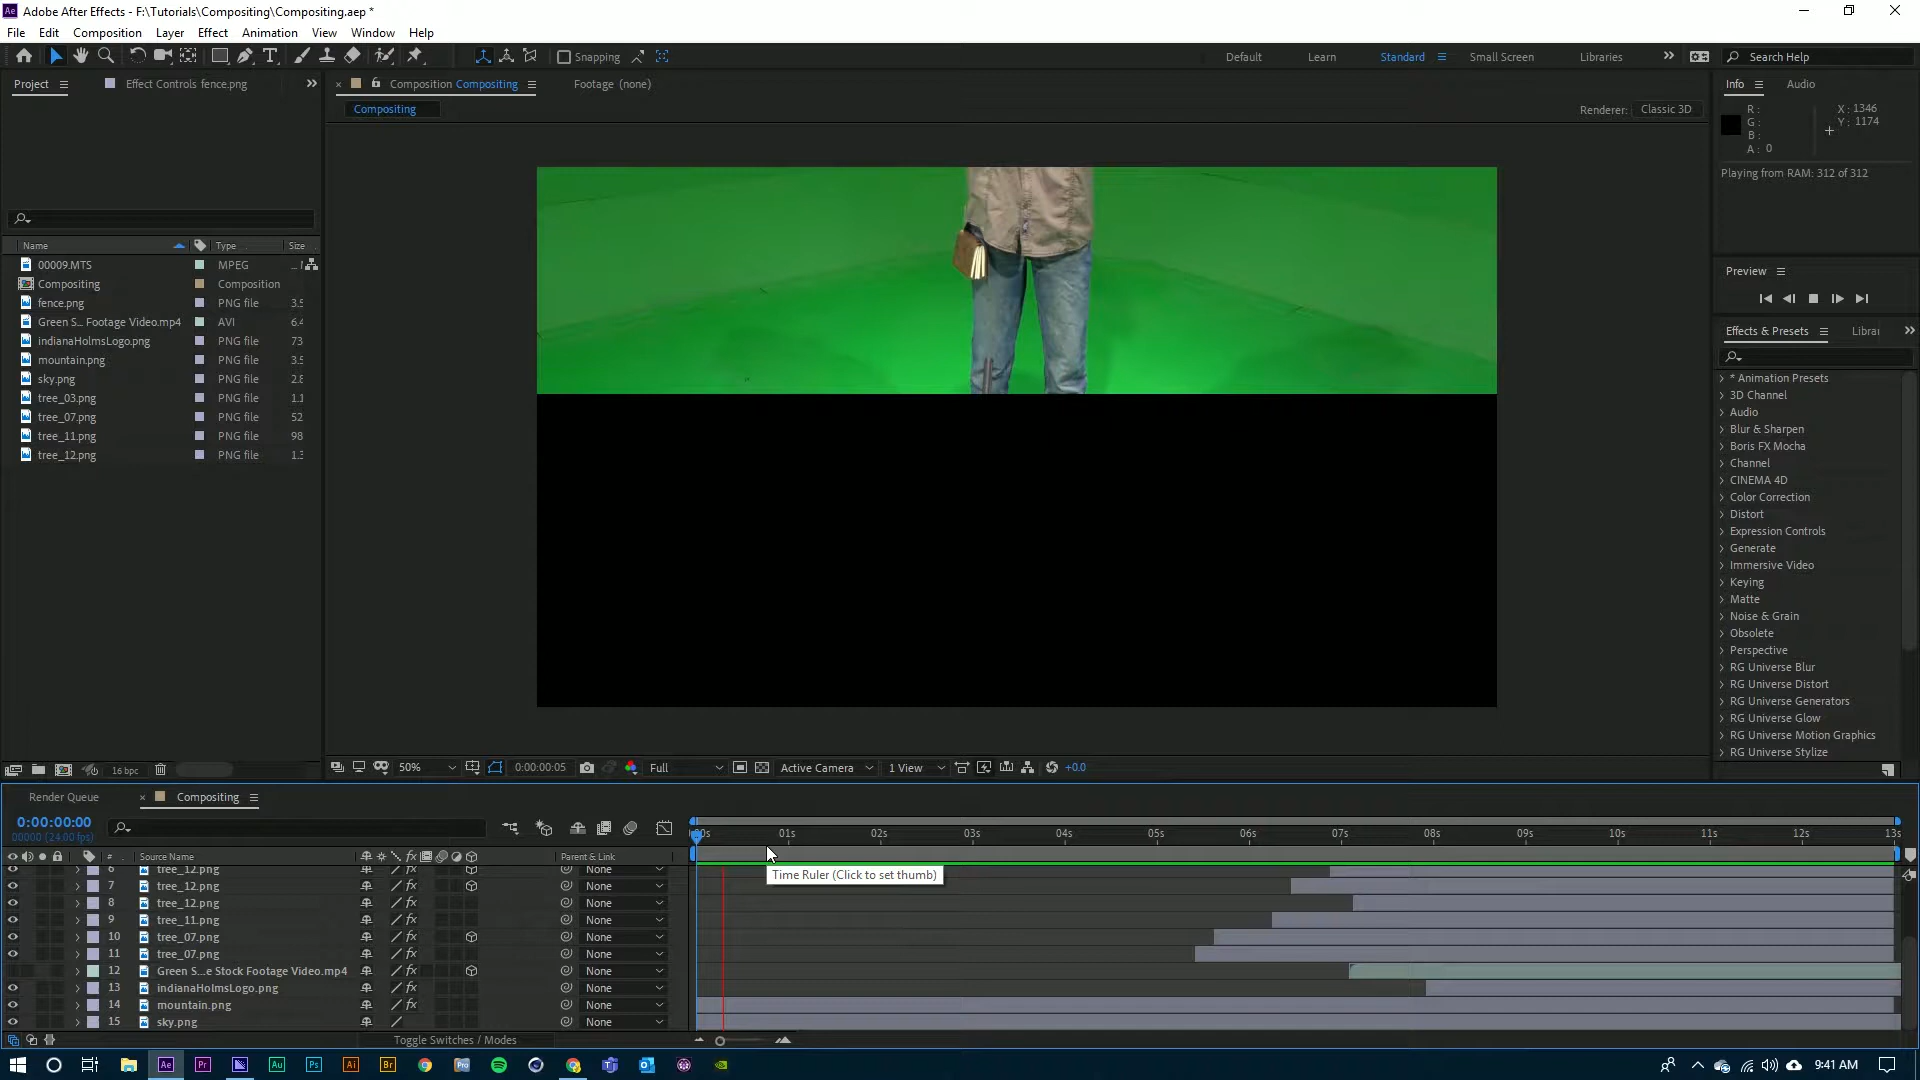 Adobe After Effects - F:\Tutorials\Compositing\Compositing.aep *
File Edit Composition Layer Effect Animation View Window Help
Snapping Default Learn Standard Small Screen Libraries Search Help
Project Effect Controls fence.png Composition Compositing Footage (none) Info Audio
Compositing Renderer: Classic 3D
R : X : 1346
G : Y : 1174
B :
A : 0
Playing from RAM: 312 of 312
Preview
Effects & Presets
* Animation Presets
3D Channel
Audio
Blur & Sharpen
Boris FX Mocha
Channel
CINEMA 4D
Color Correction
Distort
Expression Controls
Generate
Immersive Video
Keying
Matte
Noise & Grain
Obsolete
Perspective
RG Universe Blur
RG Universe Distort
RG Universe Generators
RG Universe Glow
RG Universe Motion Graphics
RG Universe Stylize
Name Type Size
00009.MTS MPEG
Compositing Composition
fence.png PNG file 3.5
Green S... Footage Video.mp4 AVI
indianaHolmsLogo.png PNG file 73
mountain.png PNG file 3.5
sky.png PNG file
tree_03.png PNG file 1.1
tree_07.png PNG file 52
tree_11.png PNG file 98
tree_12.png PNG file
16 bpc
50% 0:00:00:05 Full Active Camera 1 View +0.0
Render Queue Compositing
0:00:00:00
00000 (24.00 fps)
:00s 01s 02s 03s 04s 05s 06s 07s 08s 09s 10s 11s 12s 13s
# Source Name Parent & Link
Time Ruler (Click to set thumb)
6 tree_12.png None
7 tree_12.png None
8 tree_12.png None
9 tree_11.png None
10 tree_07.png None
11 tree_07.png None
12 Green S...e Stock Footage Video.mp4 None
13 indianaHolmsLogo.png None
14 mountain.png None
15 sky.png None
Toggle Switches / Modes
Ae Pr Au Ps Ai Br Pro 9:41 AM